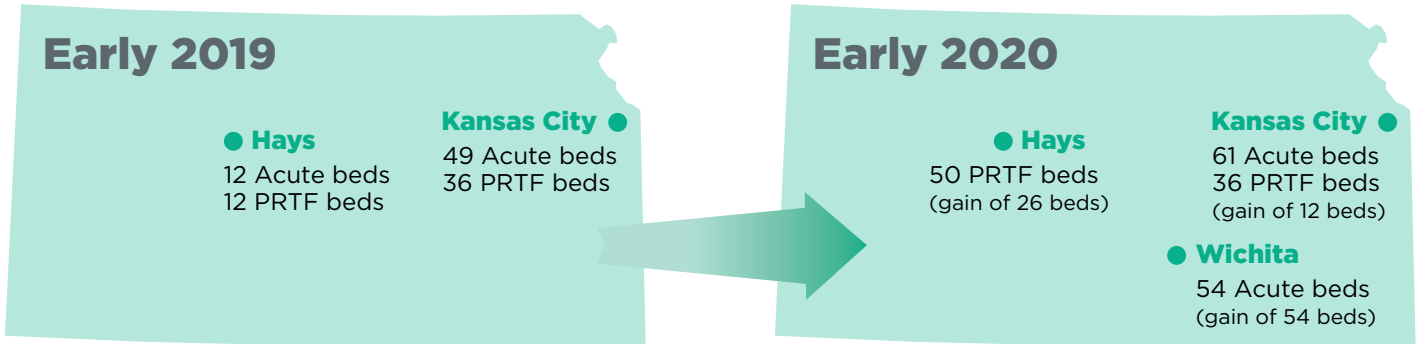 Early 2019
Hays
12 Acute beds
12 PRTF beds
Kansas City
49 Acute beds
36 PRTF beds
Early 2020
Hays
50 PRTF beds
(gain of 26 beds)
Kansas City
61 Acute beds
36 PRTF beds
(gain of 12 beds)
Wichita
54 Acute beds
(gain of 54 beds)